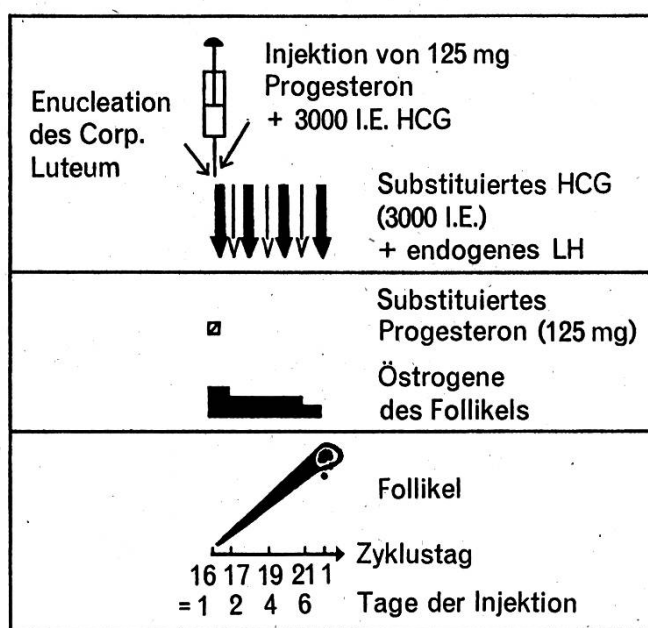 Injektion von 125 mg
Progesteron
+ 3000 I.E. HCG
Enucleation
des Corp.
Luteum
Substituiertes HCG
(3000 I.E.)
+ endogenes LH
Substituiertes
Progesteron (125 mg)
Östrogene
des Follikels
Follikel
Zyklustag
16 17 19 21 1
=1 2 4 6 Tage der Injektion